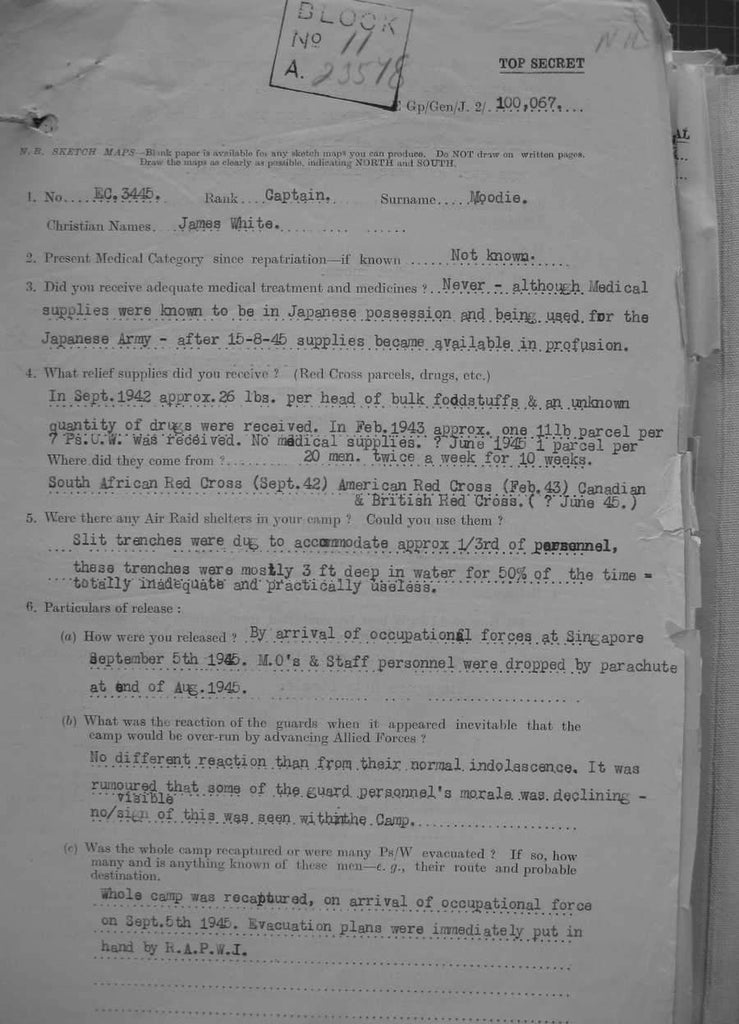 BLOCK
No 11
A. 23578
TOP SECRET
Gp/Gen/J. 2/. 100,067....
N. B. SKETCH MAPS—Blank paper is available for any sketch maps you can produce. Do NOT draw on written pages.
Draw the maps as clearly as possible, indicating NORTH and SOUTH.
1. No.... EC. 3445. Rank.... Captain. Surname..... Moodie.
Christian Names. James White.
2. Present Medical Category since repatriation—if known ...... Not known.
3. Did you receive adequate medical treatment and medicines ?.. Never - although Medical
supplies were known to be in Japanese possession and being used for the
Japanese Army - after 15-8-45 supplies became available in profusion.
4. What relief supplies did you receive ? (Red Cross parcels, drugs, etc.)
In Sept.1942 approx.26 lbs. per head of bulk foodstuffs & an unknown
quantity of drugs were received. In Feb.1943 approx. one 11lb parcel per
7 Ps.O.W. was received. No medical supplies. ? June 1945 1 parcel per
Where did they come from ?........... 20 men. twice a week for 10 weeks.
South African Red Cross (Sept.42) American Red Cross (Feb.43) Canadian
& British Red Cross.( ? June 45.)
5. Were there any Air Raid shelters in your camp ? Could you use them ?
Slit trenches were dug to accommodate approx 1/3rd of personnel,
these trenches were mostly 3 ft deep in water for 50% of the time =
totally inadequate and practically useless.
6. Particulars of release :
(a) How were you released ? By arrival of occupational forces at Singapore
September 5th 1945. M.O's & Staff personnel were dropped by parachute
at end of Aug.1945.
(b) What was the reaction of the guards when it appeared inevitable that the
camp would be over-run by advancing Allied Forces ?
No different reaction than from their normal indolascence. It was
rumoured that some of the guard personnel's morale was declining -
visible
no/sign of this was seen withinthe Camp.
(c) Was the whole camp recaptured or were many Ps/W evacuated ? If so, how
many and is anything known of these men—e. g., their route and probable
destination.
Whole camp was recaptured, on arrival of occupational force
on Sept.5th 1945. Evacuation plans were immediately put in
hand by R.A.P.W.I.